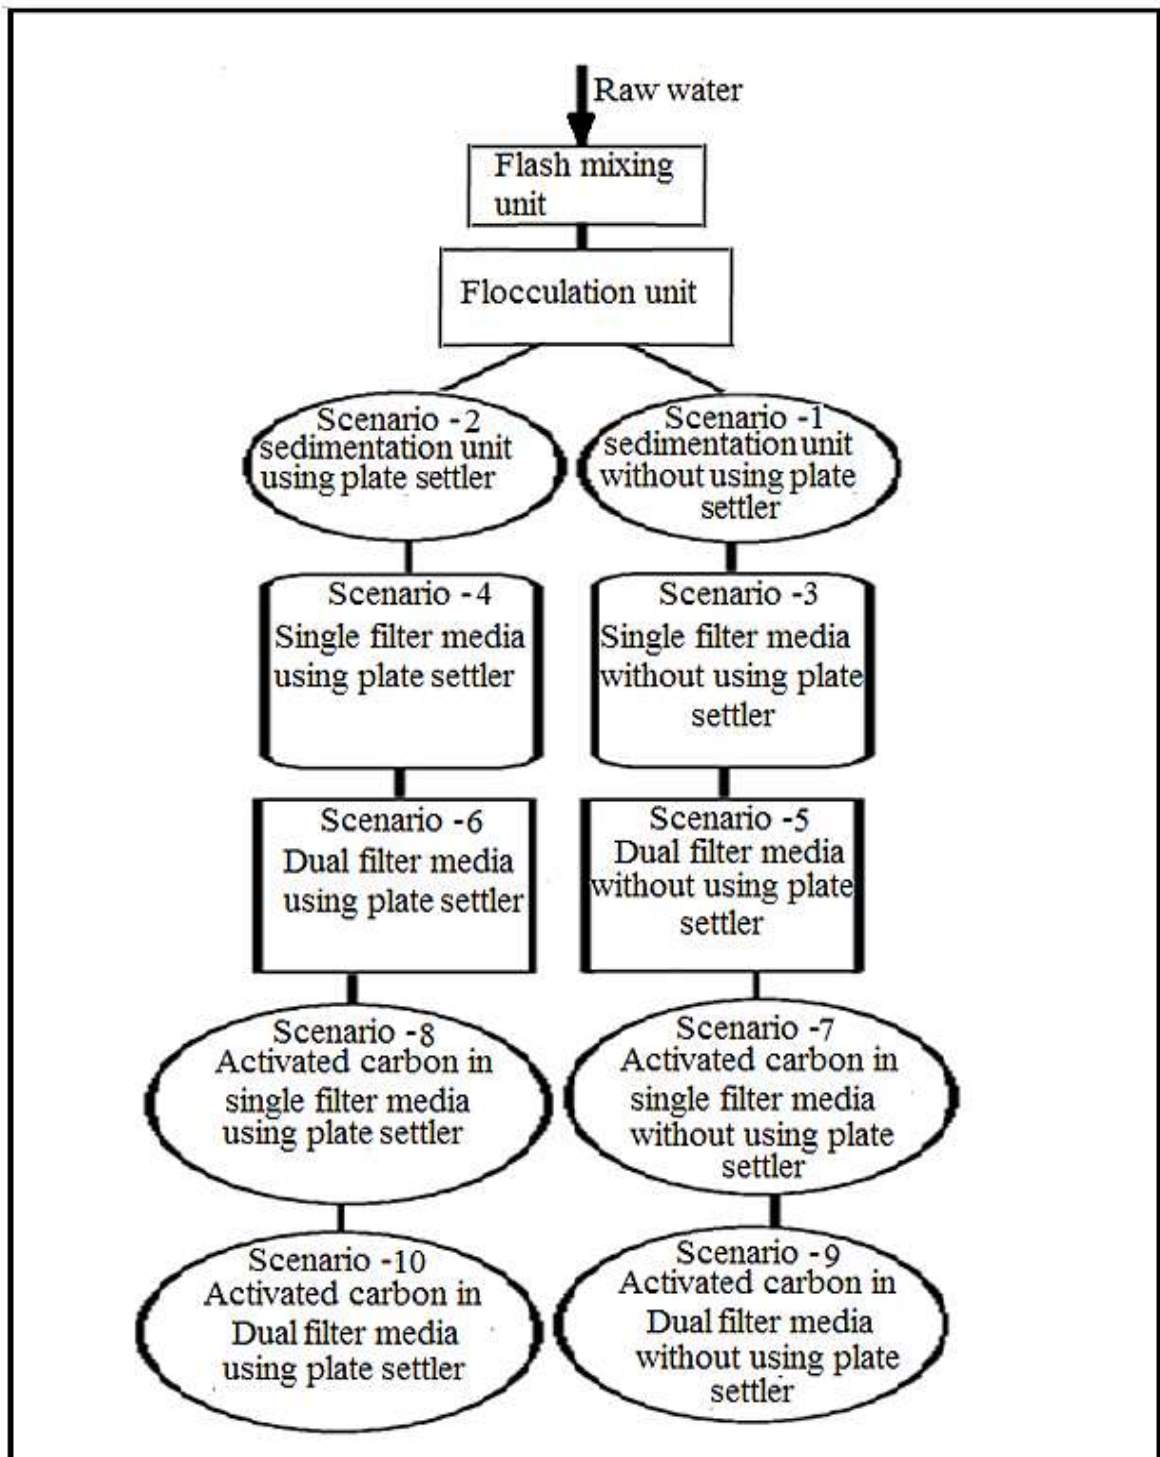 Raw water
Flash mixing
unit
Flocculation unit
Scenario -2
sedimentation unit
using plate settler
Scenario -1
sedimentation unit
without using plate
settler
Scenario -4
Single filter media
using plate settler
Scenario -3
Single filter media
without using plate
settler
Scenario -6
Dual filter media
using plate settler
Scenario -5
Dual filter media
without using plate
settler
Scenario -8
Activated carbon in
single filter media
using plate settler
Scenario -7
Activated carbon in
single filter media
without using plate
settler
Scenario -10
Activated carbon in
Dual filter media
using plate settler
Scenario -9
Activated carbon in
Dual filter media
without using plate
settler